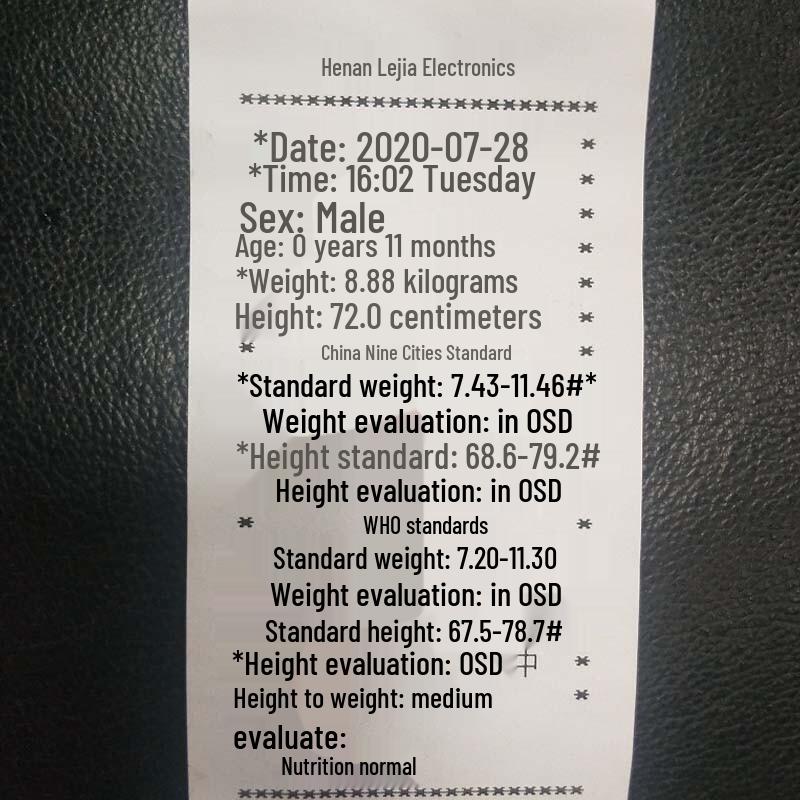 Henan Lejia Electronics
*********************************
*Date: 2020-07-28 *
*Time: 16:02 Tuesday *
Sex: Male *
Age: 0 years 11 months *
*Weight: 8.88 kilograms *
Height: 72.0 centimeters *
* China Nine Cities Standard *
*Standard weight: 7.43-11.46#*
Weight evaluation: in OSD
*Height standard: 68.6-79.2#
Height evaluation: in OSD
* WHO standards *
Standard weight: 7.20-11.30
Weight evaluation: in OSD
Standard height: 67.5-78.7#
*Height evaluation: OSD 中 *
Height to weight: medium *
evaluate:
Nutrition normal
*********************************